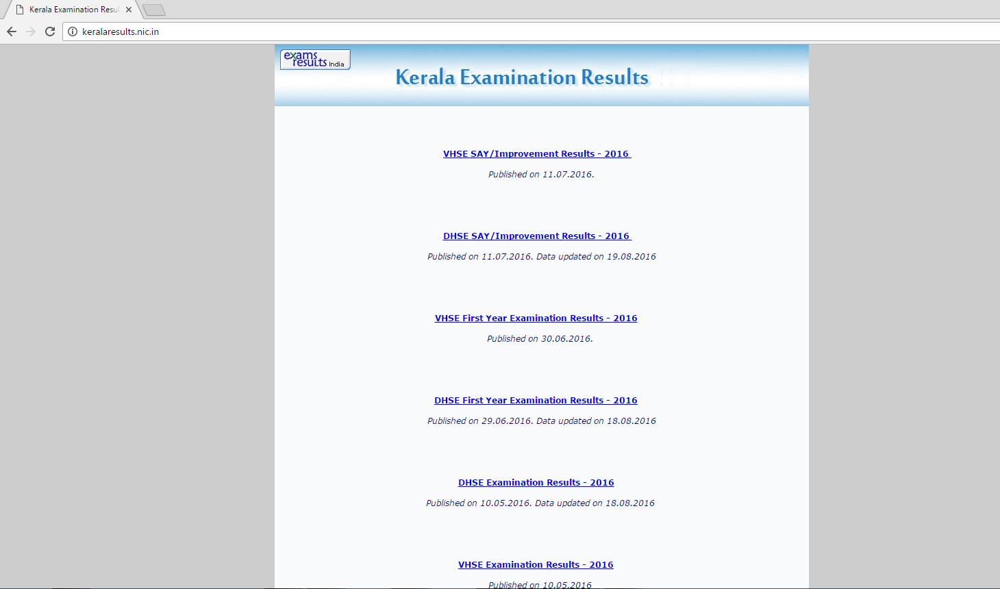 Kerala Examination Resul
keralaresults.nic.in
exams
results India
Kerala Examination Results
VHSE SAY/Improvement Results - 2016
Published on 11.07.2016.
DHSE SAY/Improvement Results - 2016
Published on 11.07.2016. Data updated on 19.08.2016
VHSE First Year Examination Results - 2016
Published on 30.06.2016.
DHSE First Year Examination Results - 2016
Published on 29.06.2016. Data updated on 18.08.2016
DHSE Examination Results - 2016
Published on 10.05.2016. Data updated on 18.08.2016
VHSE Examination Results - 2016
Published on 10.05.2016